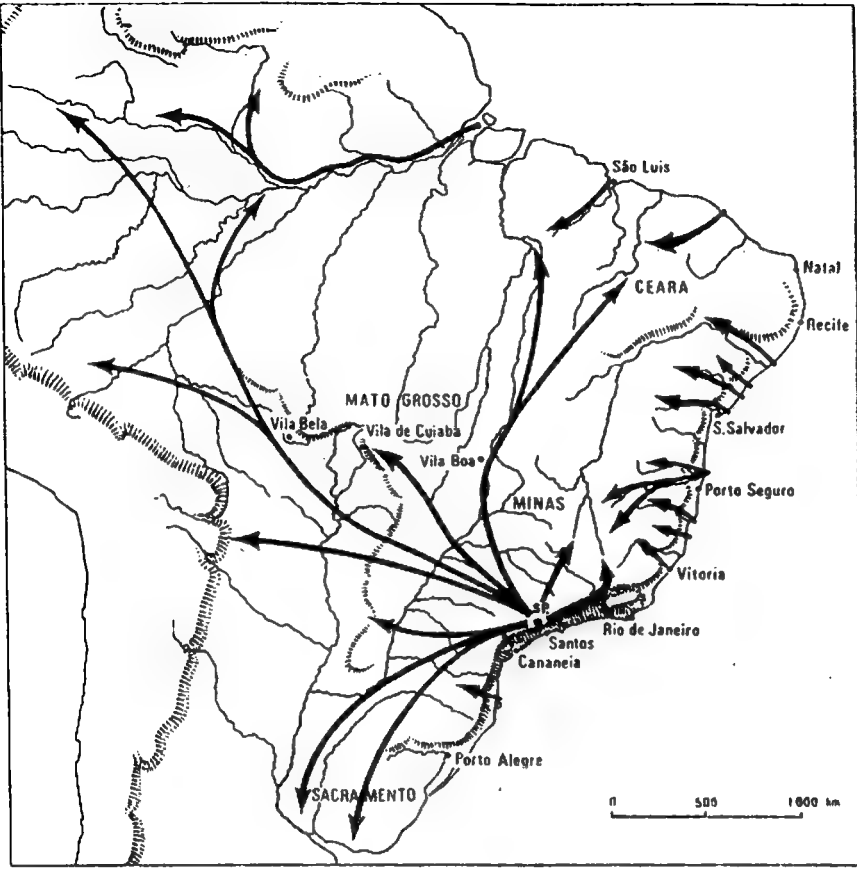 São Luis
Natal
CEARA
Recife
MATO GROSSO
Vila Bela
Vila de Cuiaba
S.Salvador
Vila Boa
MINAS
Porto Seguro
Vitoria
SP.
Rio de Janeiro
Santos
Cananeia
Porto Alegre
SACRAMENTO
0 500 1000 km